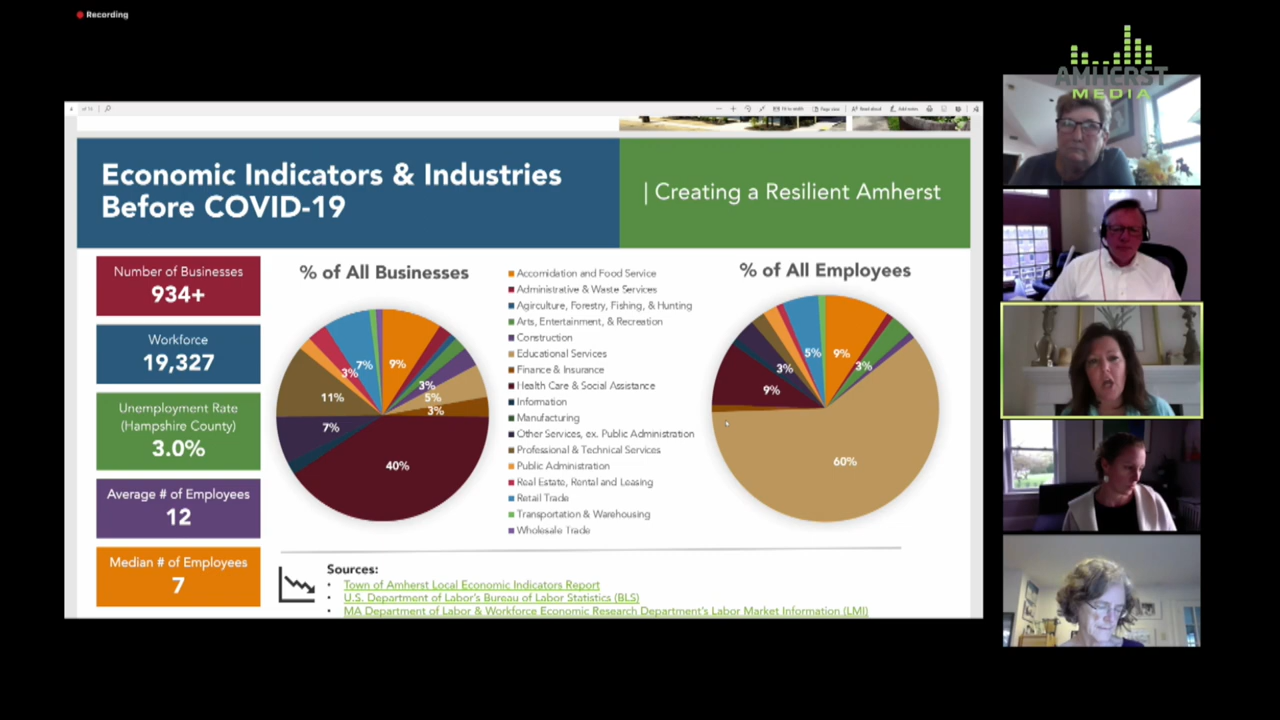 Recording
AMHERST
MEDIA
Economic Indicators & Industries
Before COVID-19
| Creating a Resilient Amherst
Number of Businesses
934+
Workforce
19,327
Unemployment Rate
(Hampshire County)
3.0%
Average # of Employees
12
Median # of Employees
7
% of All Businesses
9%
3%
5%
3%
40%
7%
11%
3%
7%
Accomidation and Food Service
Administrative & Waste Services
Agirculture, Forestry, Fishing, & Hunting
Arts, Entertainment, & Recreation
Construction
Educational Services
Finance & Insurance
Health Care & Social Assistance
Information
Manufacturing
Other Services, ex. Public Administration
Professional & Technical Services
Public Administration
Real Estate, Rental and Leasing
Retail Trade
Transportation & Warehousing
Wholesale Trade
% of All Employees
9%
3%
60%
9%
3%
5%
Sources:
• Town of Amherst Local Economic Indicators Report
• U.S. Department of Labor's Bureau of Labor Statistics (BLS)
• MA Department of Labor & Workforce Economic Research Department's Labor Market Information (LMI)